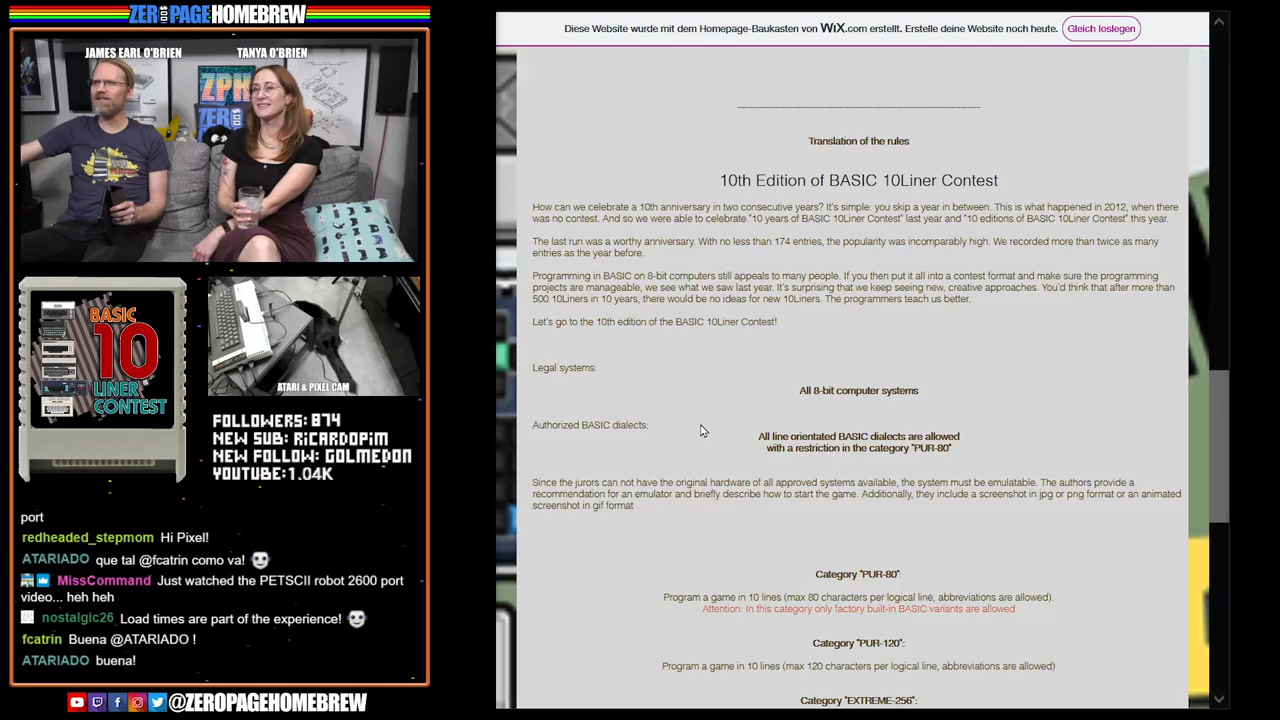 ZERO PAGE HOMEBREW
JAMES EARL O'BRIEN
TANYA O'BRIEN
ZPH
BASIC
10
LINER
CONTEST
ATARI & PIXEL CAM
FOLLOWERS: 874
NEW SUB: RICARDOPIM
NEW FOLLOW: GOLMEDON
YOUTUBE: 1.04K
port
redheaded_stepmom Hi Pixel!
ATARIADO que tal @fcatrin como va!
MissCommand Just watched the PETSCII robot 2600 port
video... heh heh
nostalgic26 Load times are part of the experience!
fcatrin Buena @ATARIADO !
ATARIADO buena!
@ZEROPAGEHOMEBREW
Diese Website wurde mit dem Homepage-Baukasten von WiX.com erstellt. Erstelle deine Website noch heute.
Gleich loslegen
--------------------------------------------------------------------------------
Translation of the rules
10th Edition of BASIC 10Liner Contest
How can we celebrate a 10th anniversary in two consecutive years? It's simple: you skip a year in between. This is what happened in 2012, when there
was no contest. And so we were able to celebrate "10 years of BASIC 10Liner Contest" last year and "10 editions of BASIC 10Liner Contest" this year.
The last run was a worthy anniversary. With no less than 174 entries, the popularity was incomparably high. We recorded more than twice as many
entries as the year before.
Programming in BASIC on 8-bit computers still appeals to many people. If you then put it all into a contest format and make sure the programming
projects are manageable, we see what we saw last year. It's surprising that we keep seeing new, creative approaches. You'd think that after more than
500 10Liners in 10 years, there would be no ideas for new 10Liners. The programmers teach us better.
Let's go to the 10th edition of the BASIC 10Liner Contest!
Legal systems:
All 8-bit computer systems
Authorized BASIC dialects:
All line orientated BASIC dialects are allowed
with a restriction in the category "PUR-80"
Since the jurors can not have the original hardware of all approved systems available, the system must be emulatable. The authors provide a
recommendation for an emulator and briefly describe how to start the game. Additionally, they include a screenshot in jpg or png format or an animated
screenshot in gif format
Category "PUR-80":
Program a game in 10 lines (max 80 characters per logical line, abbreviations are allowed).
Attention: In this category only factory built-in BASIC variants are allowed
Category "PUR-120":
Program a game in 10 lines (max 120 characters per logical line, abbreviations are allowed)
Category "EXTREME-256":